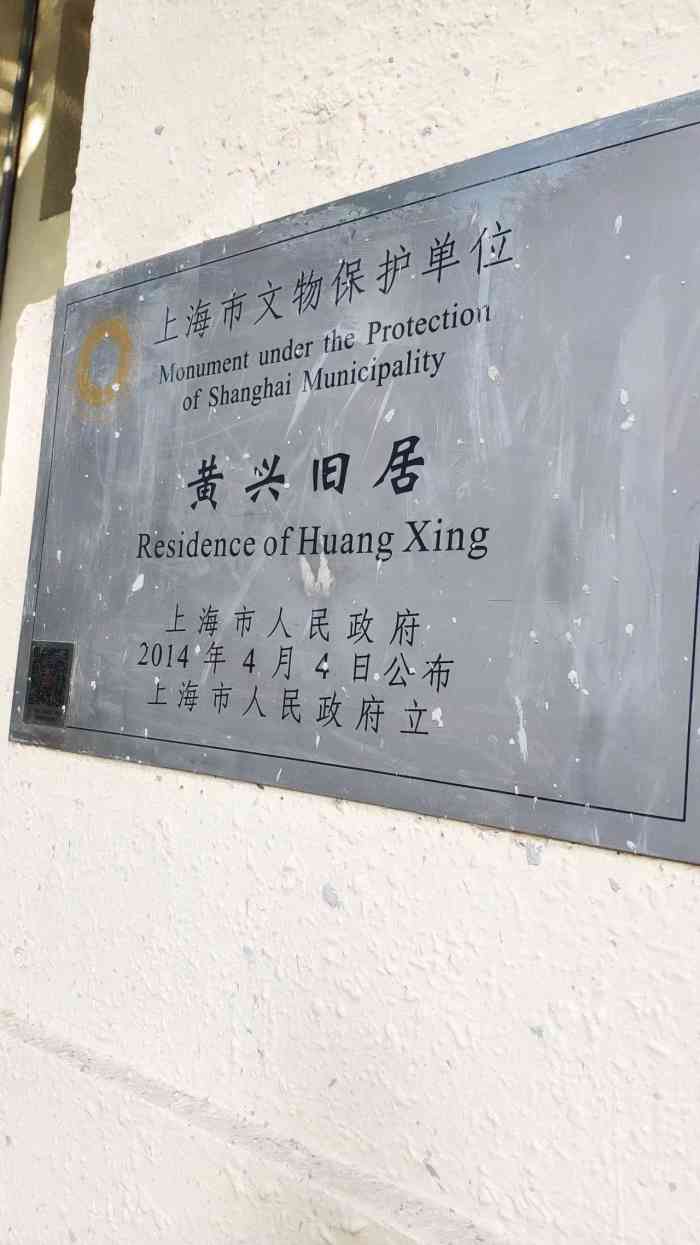 上海市文物保护单位
Monument under the Protection
of Shanghai Municipality
黄兴旧居
Residence of Huang Xing
上海市人民政府
2014年4月4日公布
上海市人民政府立